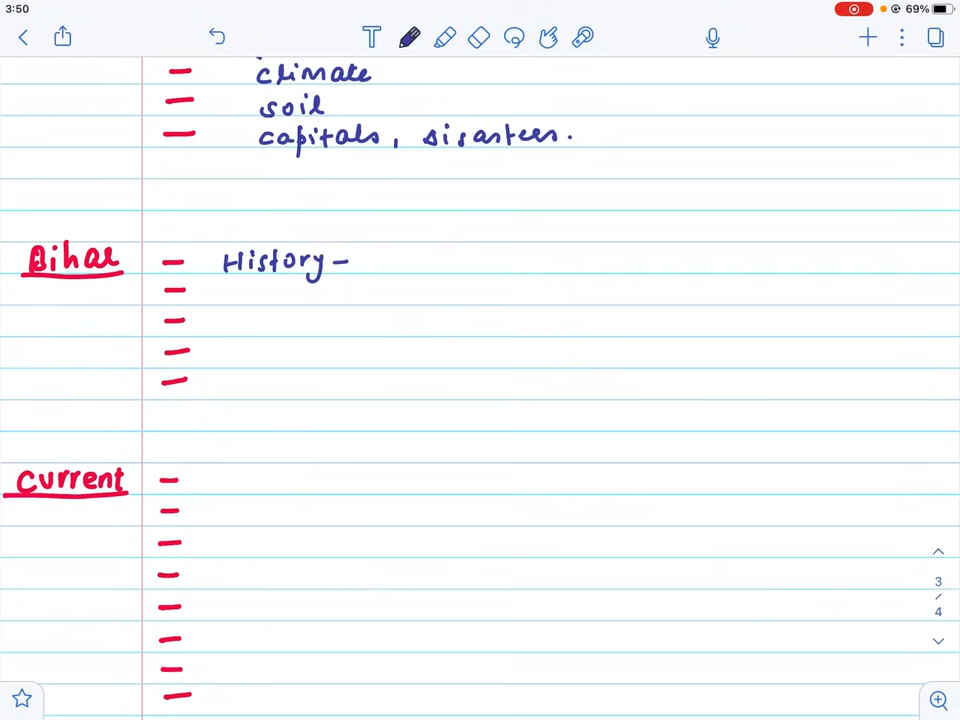 3:50 69%
T
climate
soil
capitals, disasters.
Bihar - History -
Current
3
/
4